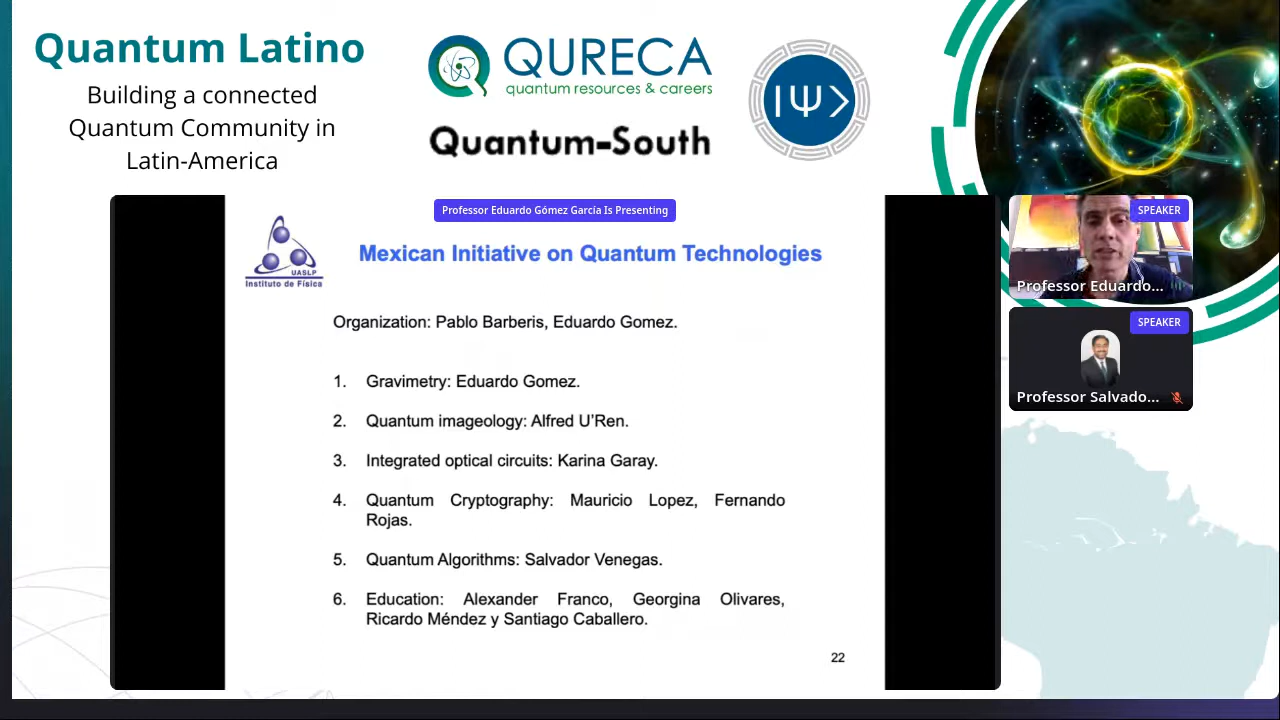 Quantum Latino
Building a connected
Quantum Community in
Latin-America
QURECA
quantum resources & careers
Quantum-South
|Ψ>
Professor Eduardo Gómez García Is Presenting
UASLP
Instituto de Física
Mexican Initiative on Quantum Technologies
Organization: Pablo Barberis, Eduardo Gomez.
1. Gravimetry: Eduardo Gomez.
2. Quantum imageology: Alfred U'Ren.
3. Integrated optical circuits: Karina Garay.
4. Quantum Cryptography: Mauricio Lopez, Fernando
Rojas.
5. Quantum Algorithms: Salvador Venegas.
6. Education: Alexander Franco, Georgina Olivares,
Ricardo Méndez y Santiago Caballero.
22
SPEAKER
Professor Eduardo...
SPEAKER
Professor Salvado...